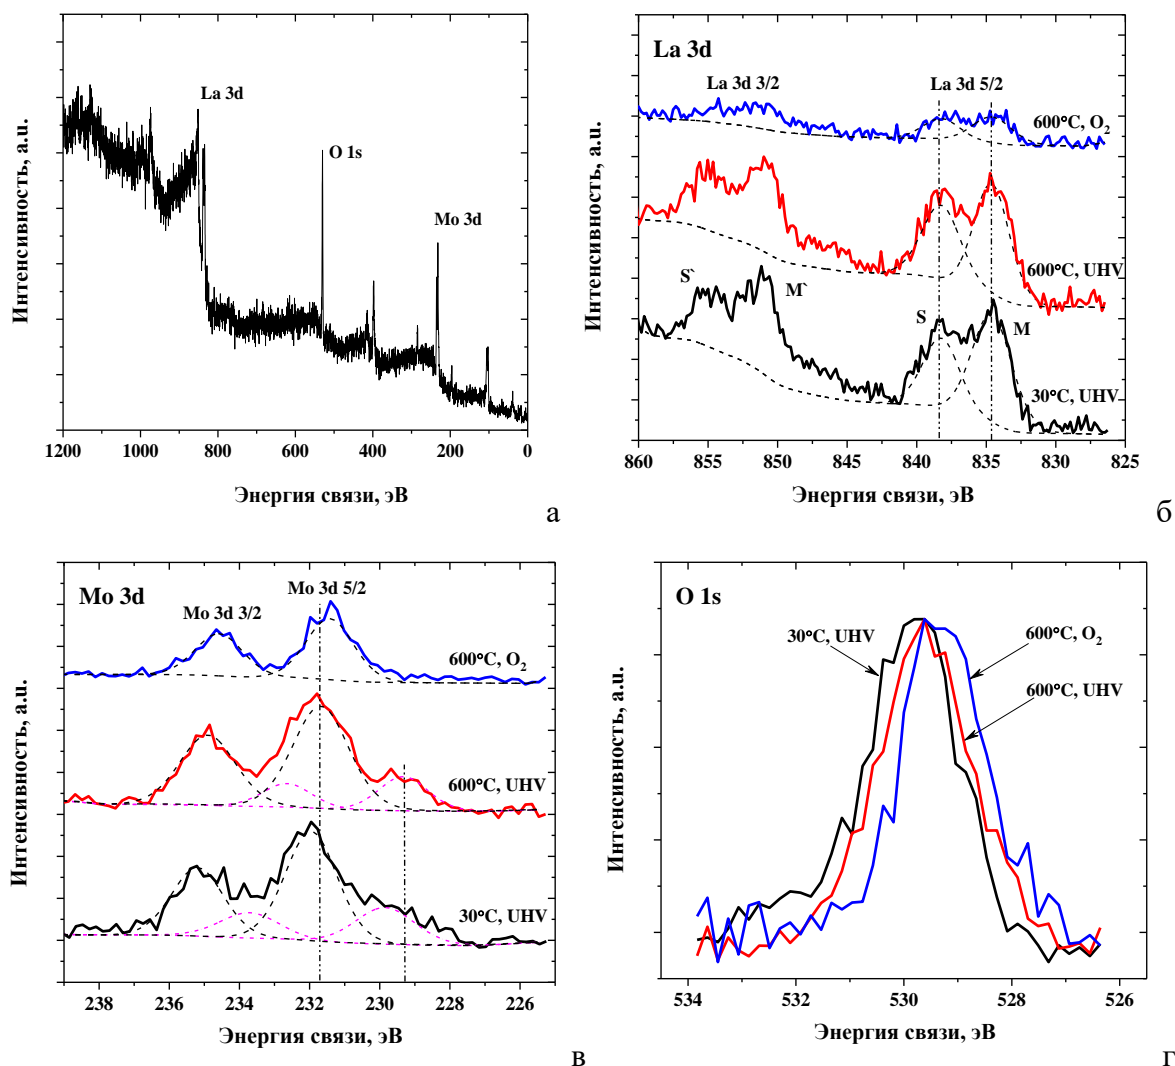 La 3d
O 1s
Mo 3d
Интенсивность, a.u.
1200 1000 800 600 400 200 0
Энергия связи, эВ
а
La 3d
La 3d 3/2
La 3d 5/2
600°C, O₂
600°C, UHV
S`
M`
S
M
30°C, UHV
Интенсивность, a.u.
860 855 850 845 840 835 830 825
Энергия связи, эВ
б
Mo 3d
Mo 3d 5/2
Mo 3d 3/2
600°C, O₂
600°C, UHV
30°C, UHV
Интенсивность, a.u.
238 236 234 232 230 228 226
Энергия связи, эВ
в
O 1s
30°C, UHV
600°C, O₂
600°C, UHV
Интенсивность, a.u.
534 532 530 528 526
Энергия связи, эВ
г